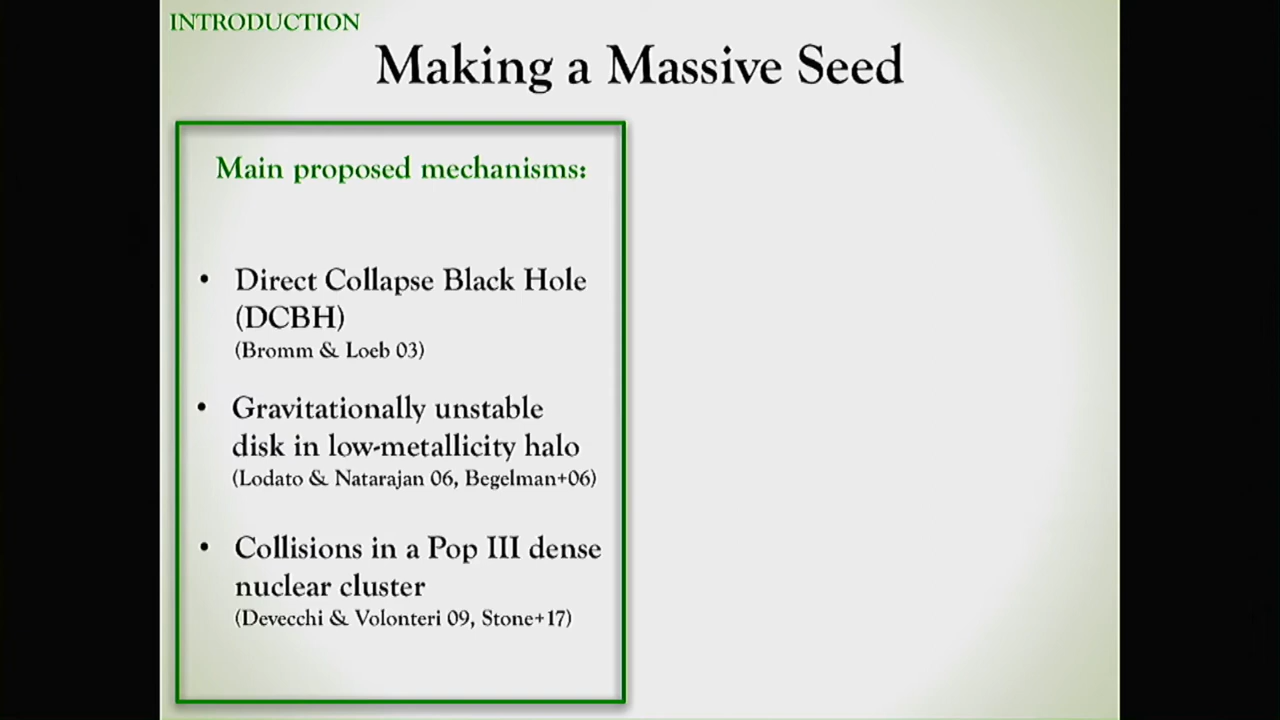 INTRODUCTION
Making a Massive Seed
Main proposed mechanisms:
• Direct Collapse Black Hole
(DCBH)
(Bromm & Loeb 03)
• Gravitationally unstable
disk in low-metallicity halo
(Lodato & Natarajan 06, Begelman+06)
• Collisions in a Pop III dense
nuclear cluster
(Devecchi & Volonteri 09, Stone+17)